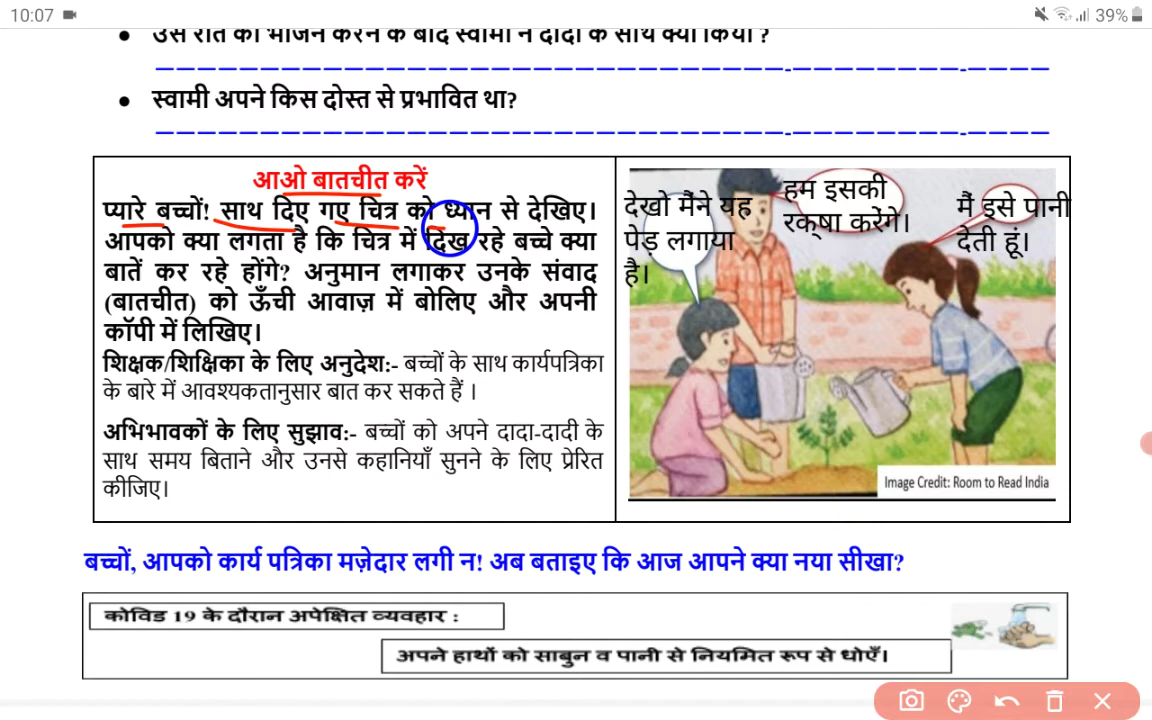 10:07
39%
उस रात का भोजन करने के बाद स्वामी ने दादी के साथ क्या किया ?
स्वामी अपने किस दोस्त से प्रभावित था?
आओ बातचीत करें
प्यारे बच्चों! साथ दिए गए चित्र को ध्यान से देखिए।
आपको क्या लगता है कि चित्र में दिख रहे बच्चे क्या
बातें कर रहे होंगे? अनुमान लगाकर उनके संवाद
(बातचीत) को ऊँची आवाज़ में बोलिए और अपनी
कॉपी में लिखिए।
शिक्षक/शिक्षिका के लिए अनुदेश:- बच्चों के साथ कार्यपत्रिका
के बारे में आवश्यकतानुसार बात कर सकते हैं ।
अभिभावकों के लिए सुझाव:- बच्चों को अपने दादा-दादी के
साथ समय बिताने और उनसे कहानियाँ सुनने के लिए प्रेरित
कीजिए।
देखो मैंने यह
पेड़ लगाया
है।
हम इसकी
रक्षा करेंगे।
मैं इसे पानी
देती हूं।
Image Credit: Room to Read India
बच्चों, आपको कार्य पत्रिका मज़ेदार लगी न! अब बताइए कि आज आपने क्या नया सीखा?
कोविड 19 के दौरान अपेक्षित व्यवहार :
अपने हाथों को साबुन व पानी से नियमित रूप से धोएँ।